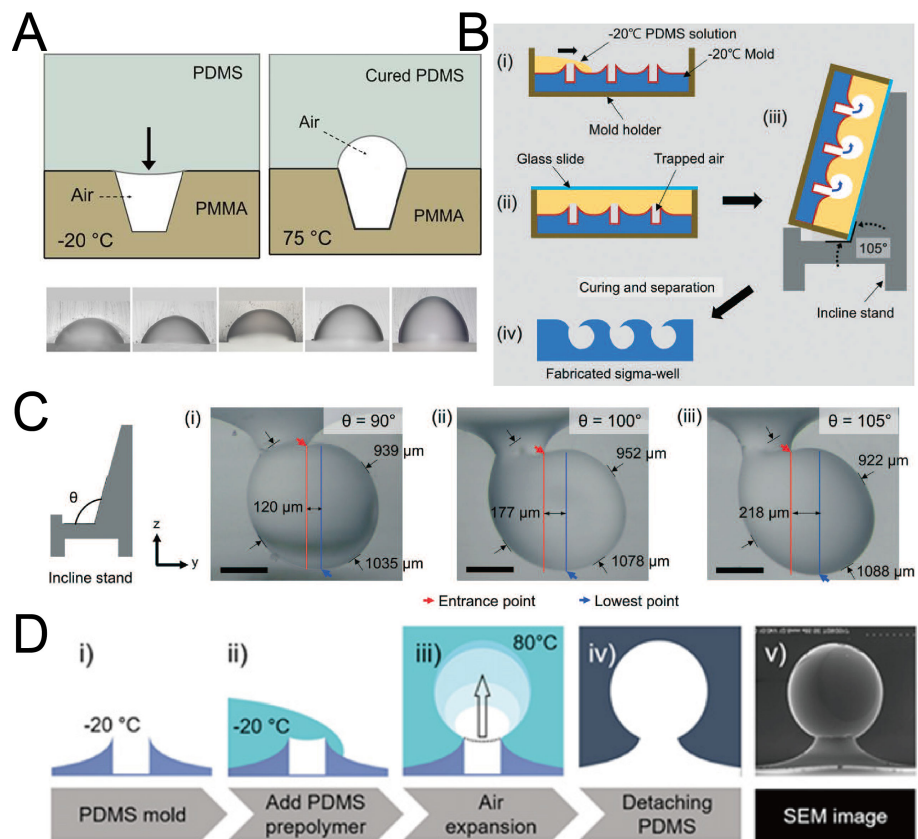 A
PDMS
Air
PMMA
-20 °C
Cured PDMS
Air
PMMA
75 °C
B
(i)
-20℃ PDMS solution
-20℃ Mold
Mold holder
(ii)
Glass slide
Trapped air
(iii)
105°
Incline stand
Curing and separation
(iv)
Fabricated sigma-well
C
θ
z
y
Incline stand
(i)
θ = 90°
939 µm
120 µm
1035 µm
(ii)
θ = 100°
952 µm
177 µm
1078 µm
(iii)
θ = 105°
922 µm
218 µm
1088 µm
Entrance point
Lowest point
D
i)
-20 °C
PDMS mold
ii)
-20 °C
Add PDMS
prepolymer
iii)
80°C
Air
expansion
iv)
Detaching
PDMS
v)
SEM image